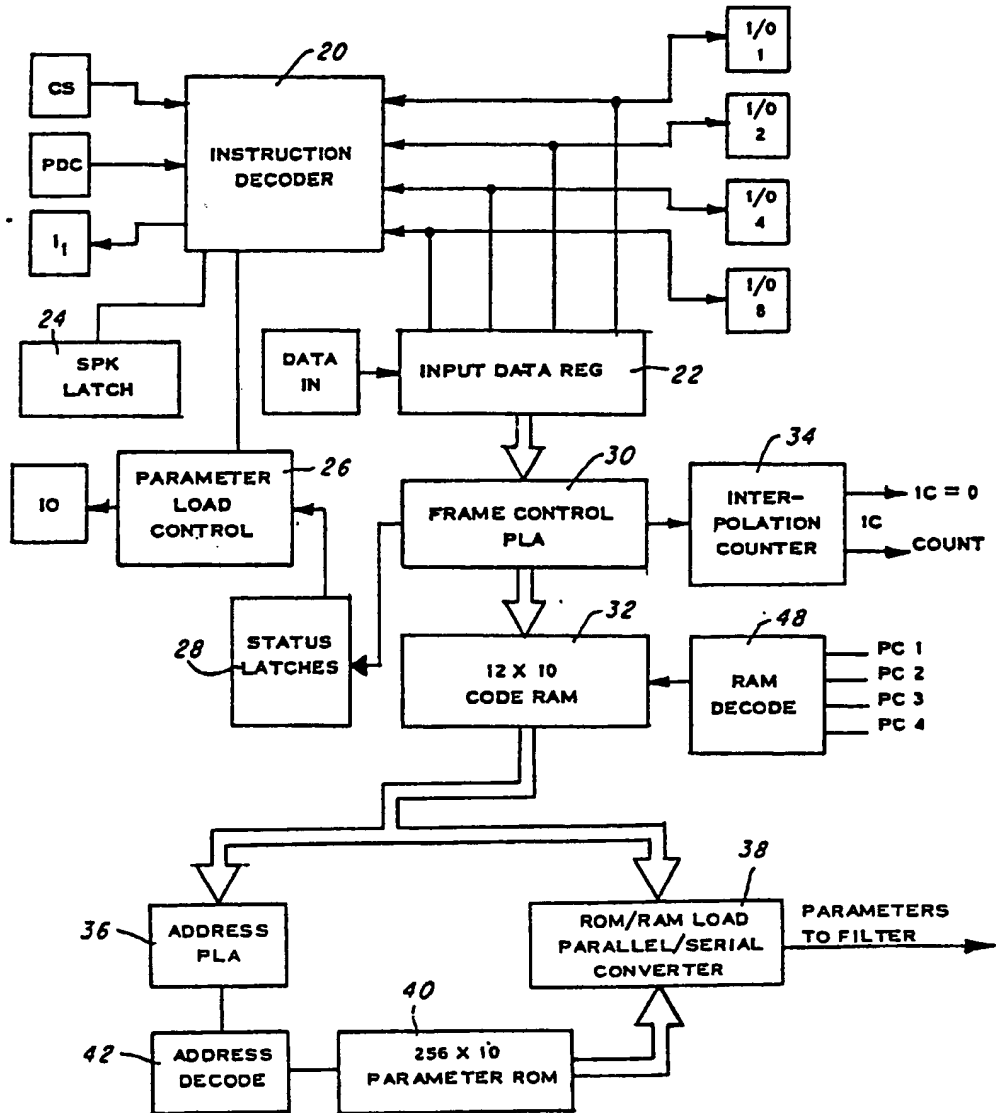 20
I/O
1
CS
INSTRUCTION
DECODER
I/O
2
PDC
I/O
4
I1
I/O
8
24
SPK
LATCH
DATA
IN
INPUT DATA REG
22
26
30
34
IO
PARAMETER
LOAD
CONTROL
FRAME CONTROL
PLA
INTER-
POLATION
COUNTER
IC = 0
IC
COUNT
32
48
28
STATUS
LATCHES
12 X 10
CODE RAM
RAM
DECODE
PC 1
PC 2
PC 3
PC 4
38
36
ADDRESS
PLA
ROM/RAM LOAD
PARALLEL/SERIAL
CONVERTER
PARAMETERS
TO FILTER
40
42
ADDRESS
DECODE
256 X 10
PARAMETER ROM